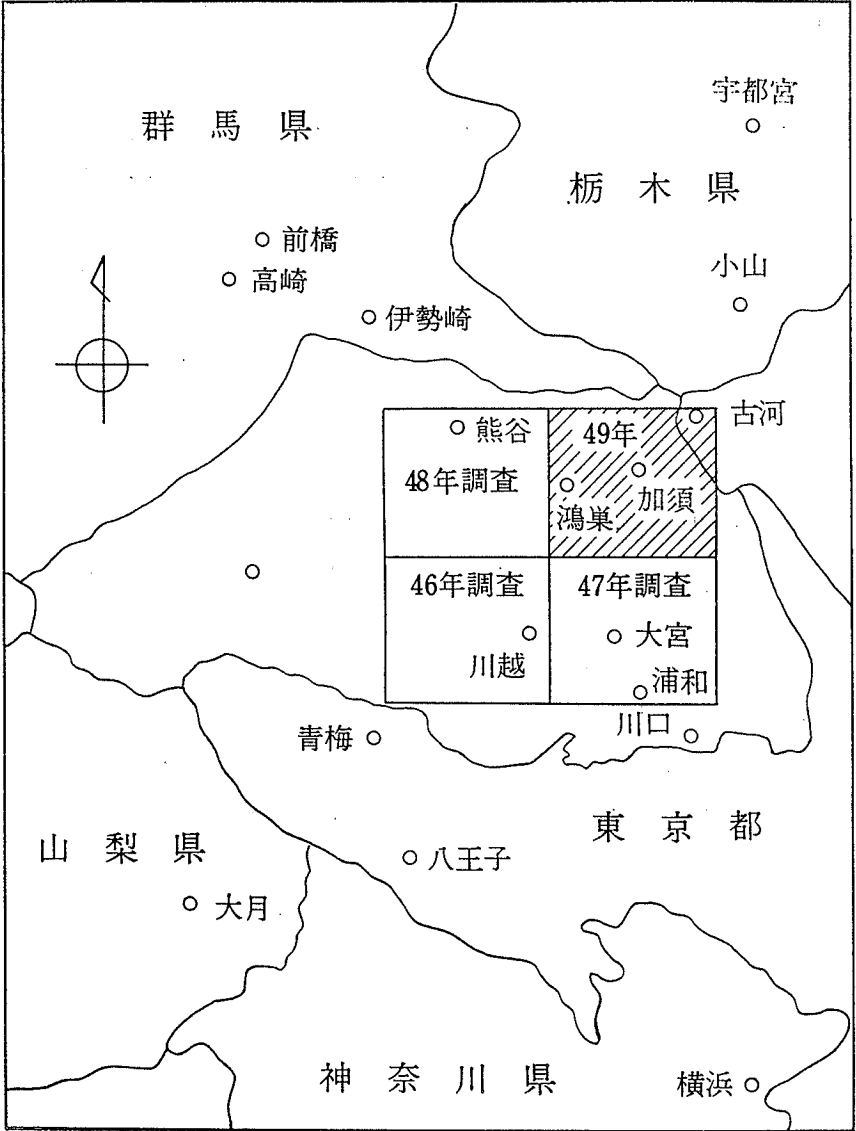 宇都宮
群馬県
栃木県
前橋
小山
高崎
伊勢崎
古河
熊谷
49年
48年調査
加須
鴻巣
46年調査
47年調査
大宮
川越
浦和
川口
青梅
東京都
山梨県
八王子
大月
神奈川県
横浜